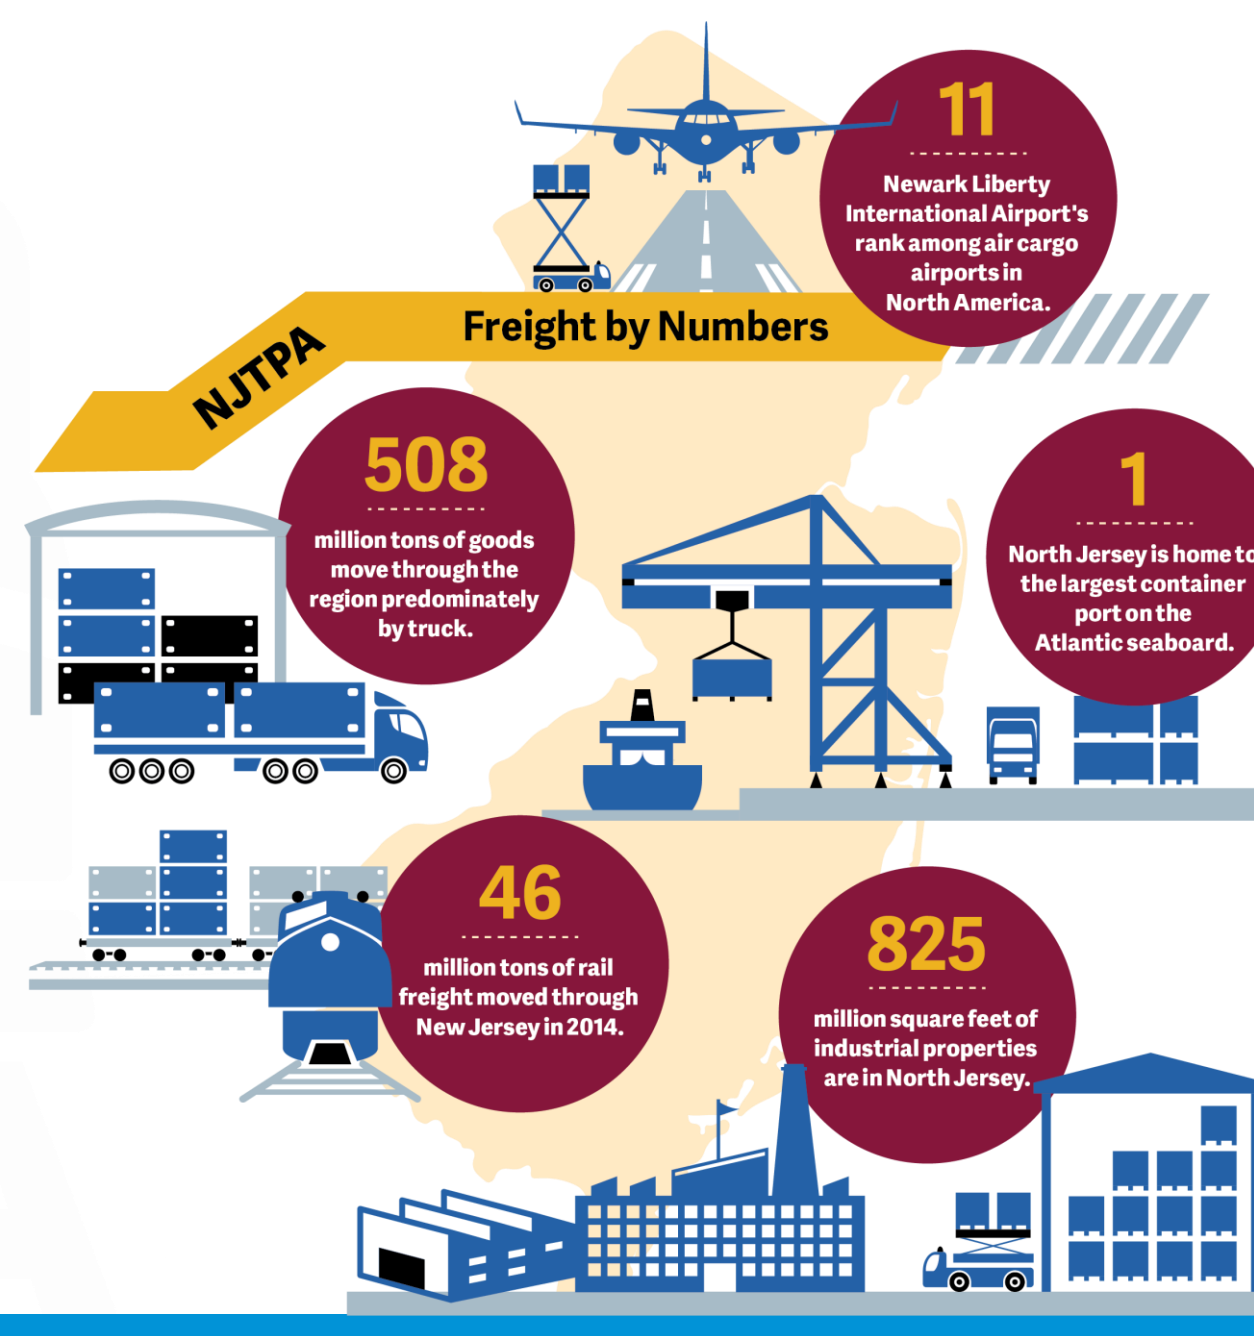 11
Newark Liberty
International Airport's
rank among air cargo
airports in
North America.
NJTPA
Freight by Numbers
508
million tons of goods
move through the
region predominately
by truck.
1
North Jersey is home to
the largest container
port on the
Atlantic seaboard.
46
million tons of rail
freight moved through
New Jersey in 2014.
825
million square feet of
industrial properties
are in North Jersey.